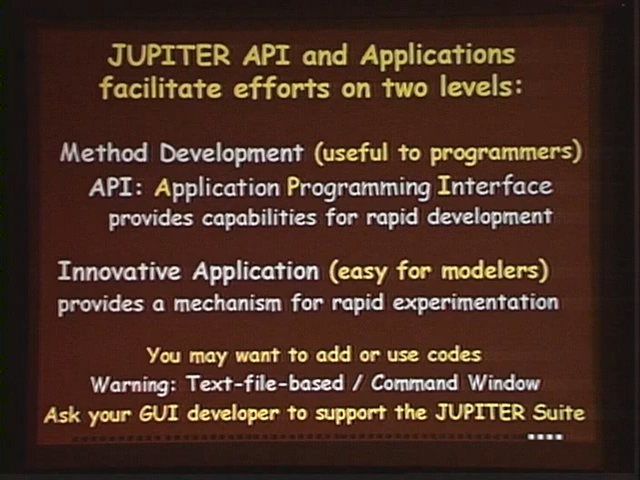 JUPITER API and Applications
facilitate efforts on two levels:
Method Development (useful to programmers)
API: Application Programming Interface
provides capabilities for rapid development
Innovative Application (easy for modelers)
provides a mechanism for rapid experimentation
You may want to add or use codes
Warning: Text-file-based / Command Window
Ask your GUI developer to support the JUPITER Suite